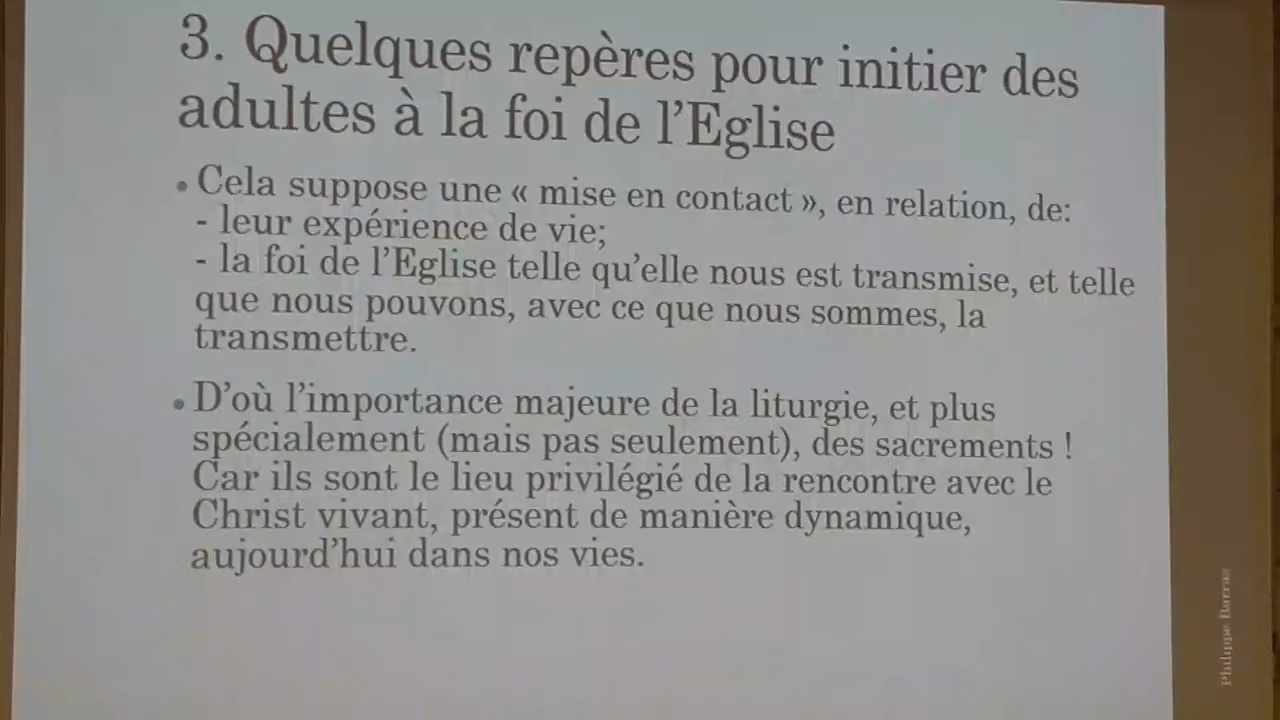 3. Quelques repères pour initier des
adultes à la foi de l'Eglise
• Cela suppose une « mise en contact », en relation, de:
- leur expérience de vie;
- la foi de l'Eglise telle qu'elle nous est transmise, et telle
que nous pouvons, avec ce que nous sommes, la
transmettre.
• D'où l'importance majeure de la liturgie, et plus
spécialement (mais pas seulement), des sacrements !
Car ils sont le lieu privilégié de la rencontre avec le
Christ vivant, présent de manière dynamique,
aujourd'hui dans nos vies.
Philippe Barras